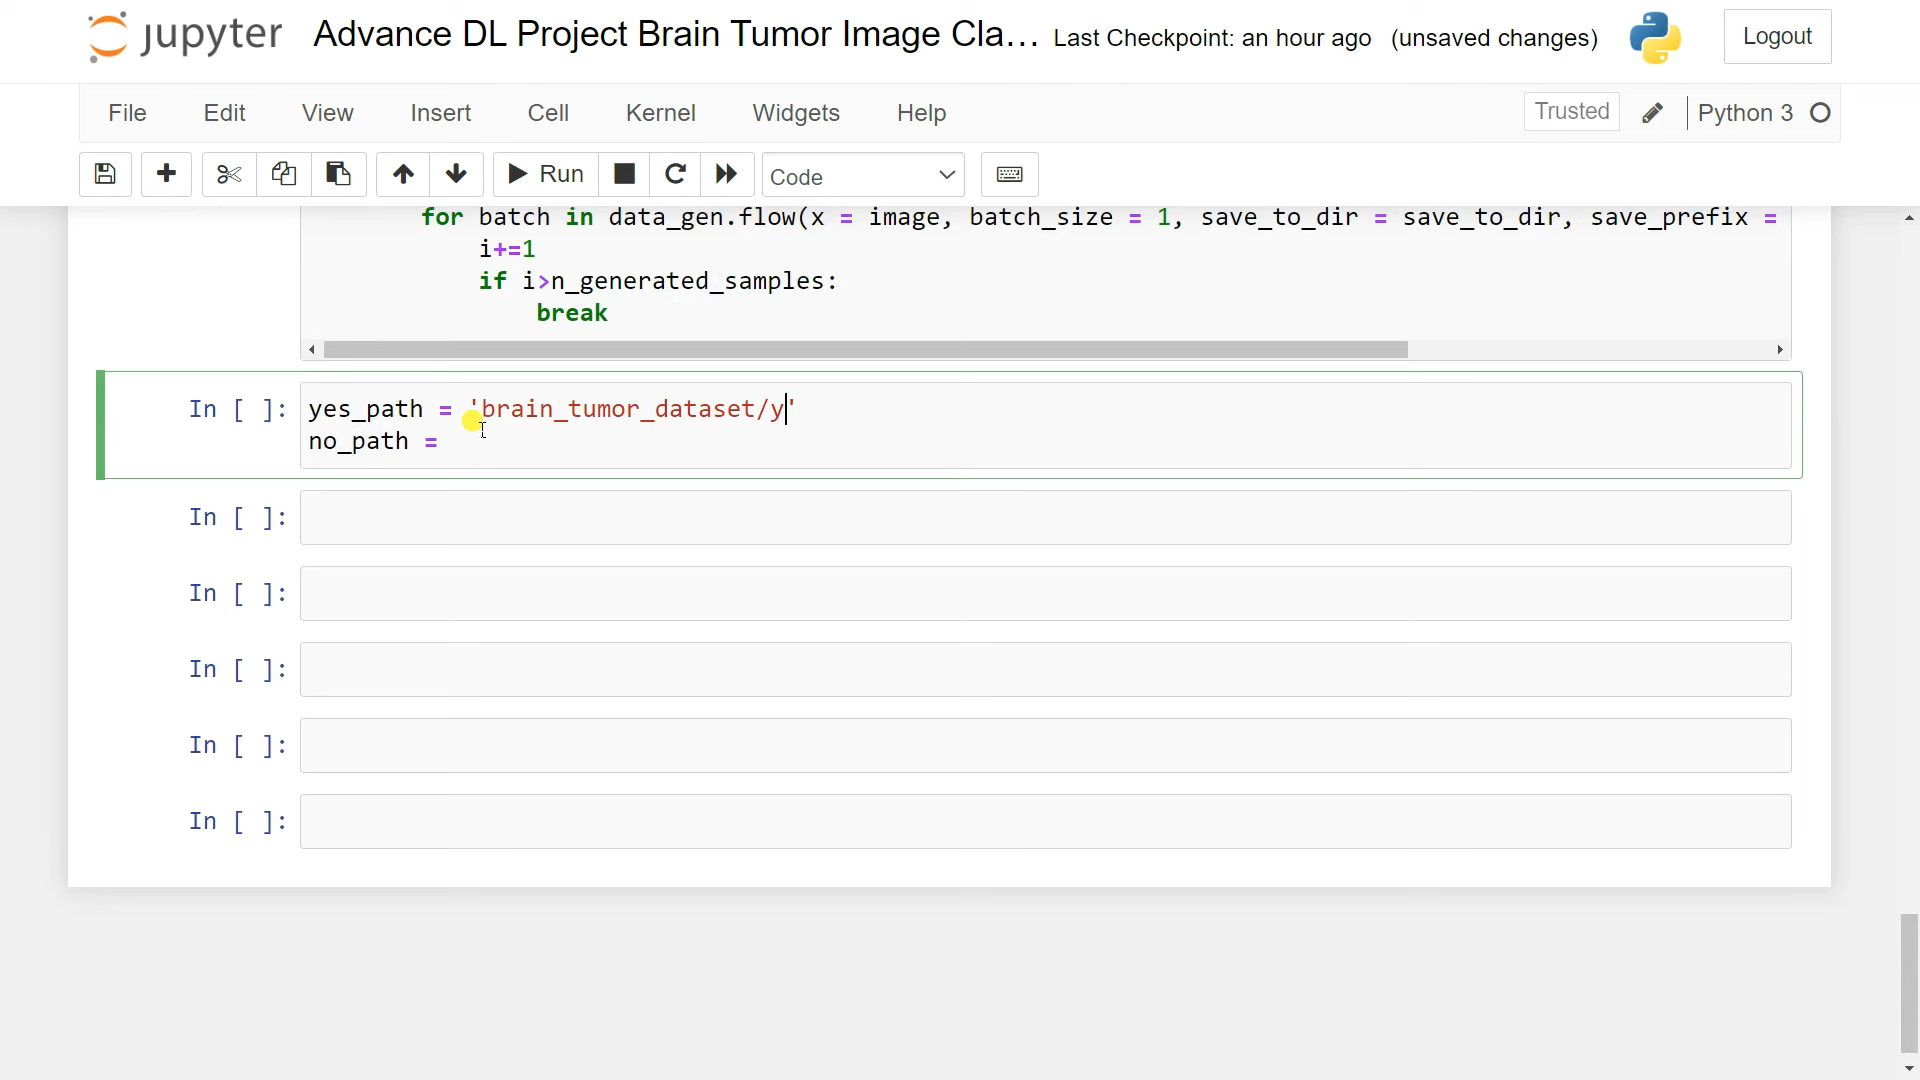 jupyter Advance DL Project Brain Tumor Image Cla... Last Checkpoint: an hour ago (unsaved changes) Logout
File Edit View Insert Cell Kernel Widgets Help Trusted Python 3
Run Code
for batch in data_gen.flow(x = image, batch_size = 1, save_to_dir = save_to_dir, save_prefix =
i+=1
if i>n_generated_samples:
break
In [ ]: yes_path = 'brain_tumor_dataset/y'
no_path =
In [ ]:
In [ ]:
In [ ]:
In [ ]:
In [ ]: